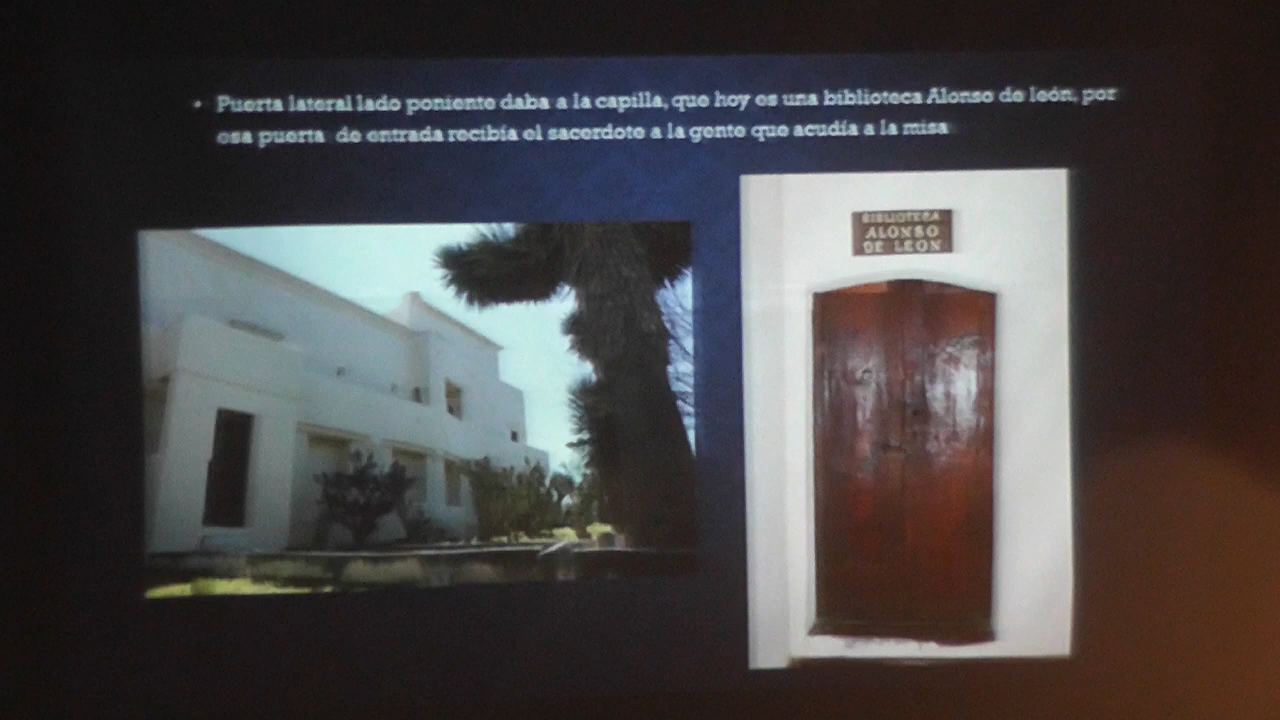 • Puerta lateral lado poniente daba a la capilla, que hoy es una biblioteca Alonso de león, por
esa puerta de entrada recibía el sacerdote a la gente que acudía a la misa
BIBLIOTECA
ALONSO
DE LEON